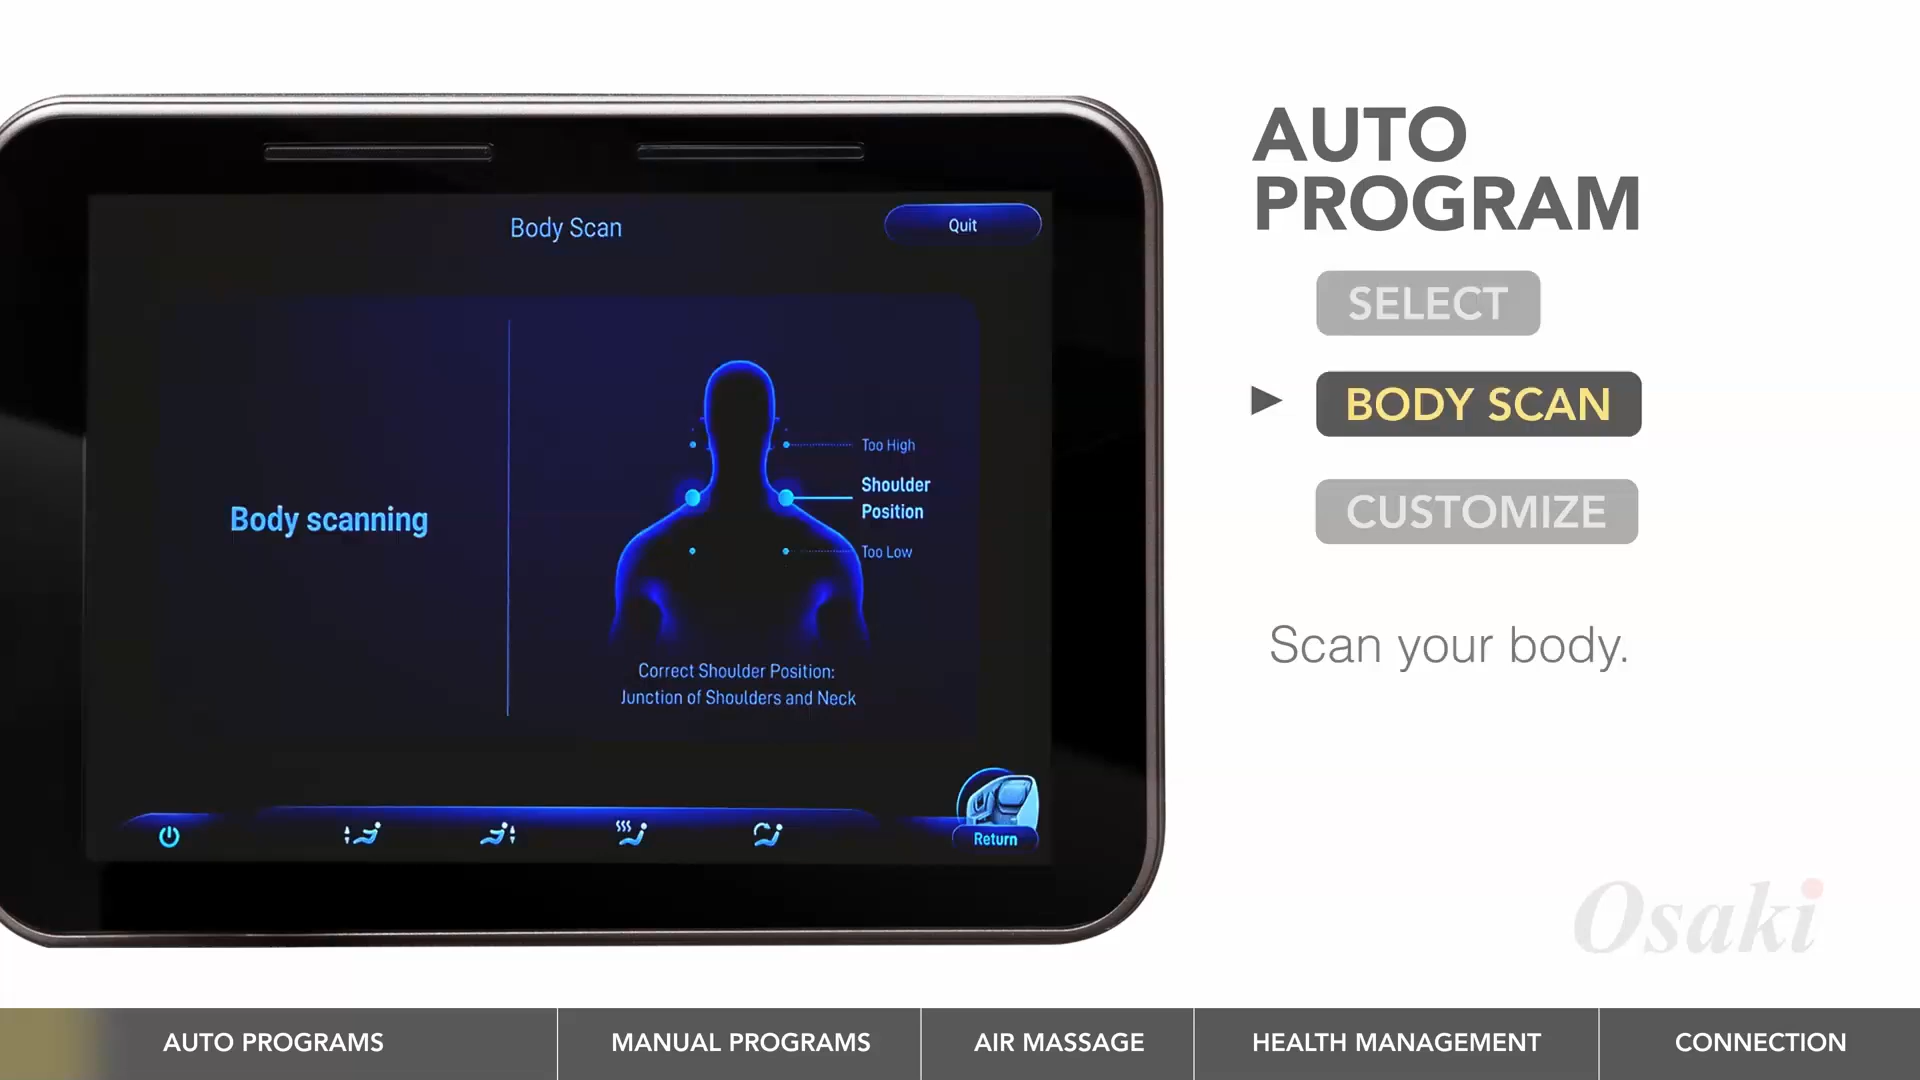 AUTO
PROGRAM
SELECT
BODY SCAN
CUSTOMIZE
Scan your body.
Body Scan
Quit
Body scanning
Too High
Shoulder
Position
Too Low
Correct Shoulder Position:
Junction of Shoulders and Neck
Return
Osaki
AUTO PROGRAMS
MANUAL PROGRAMS
AIR MASSAGE
HEALTH MANAGEMENT
CONNECTION